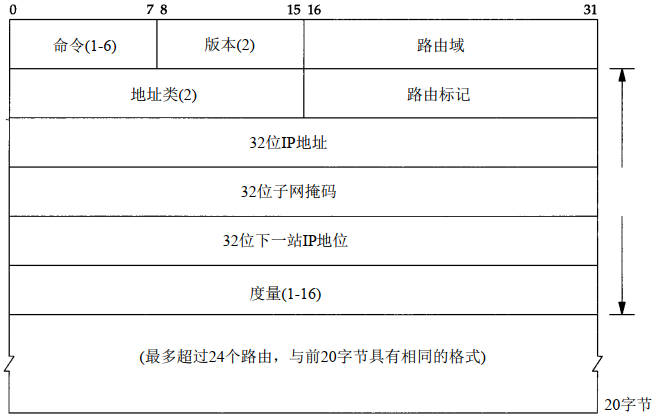 0 7 8 15 16 31
命令(1-6) 版本(2) 路由域
地址类(2) 路由标记
32位IP地址
32位子网掩码
32位下一站IP地位
度量(1-16)
(最多超过24个路由，与前20字节具有相同的格式)
20字节